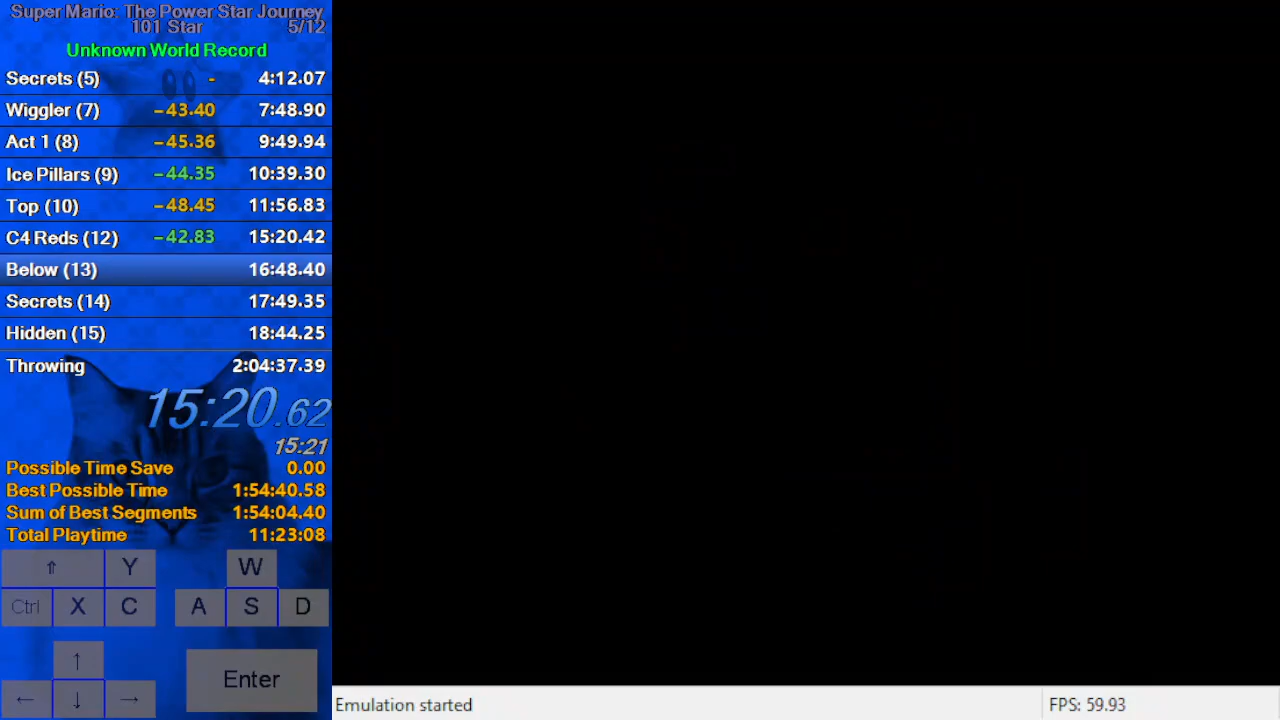 Super Mario: The Power Star Journey
101 Star 5/12
Unknown World Record
Secrets (5) - 4:12.07
Wiggler (7) -43.40 7:48.90
Act 1 (8) -45.36 9:49.94
Ice Pillars (9) -44.35 10:39.30
Top (10) -48.45 11:56.83
C4 Reds (12) -42.83 15:20.42
Below (13) 16:48.40
Secrets (14) 17:49.35
Hidden (15) 18:44.25
Throwing 2:04:37.39
15:20.62
15:21
Possible Time Save 0.00
Best Possible Time 1:54:40.58
Sum of Best Segments 1:54:04.40
Total Playtime 11:23:08
⇑ Y W
Ctrl X C A S D
↑
← ↓ → Enter
Emulation started FPS: 59.93